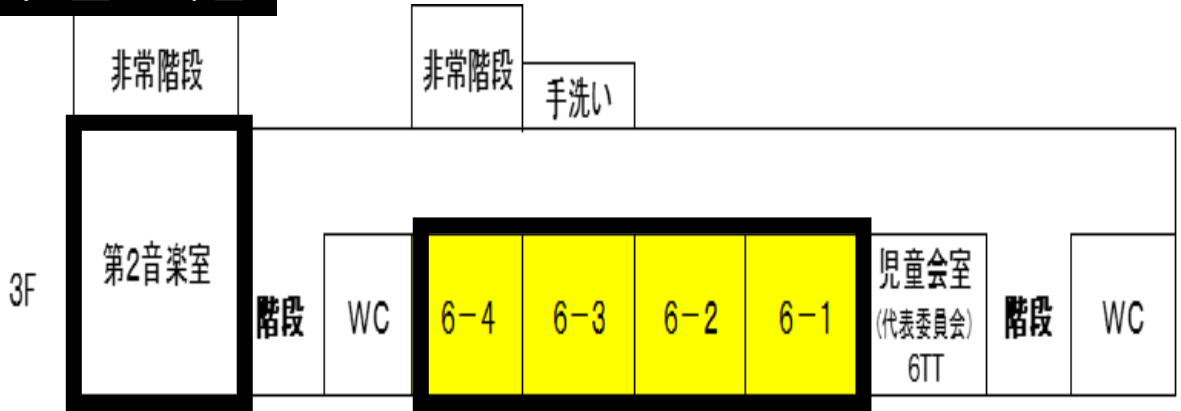 非常階段
非常階段
手洗い
3F
第2音楽室
階段
WC
6-4
6-3
6-2
6-1
児童会室
(代表委員会)
6TT
階段
WC